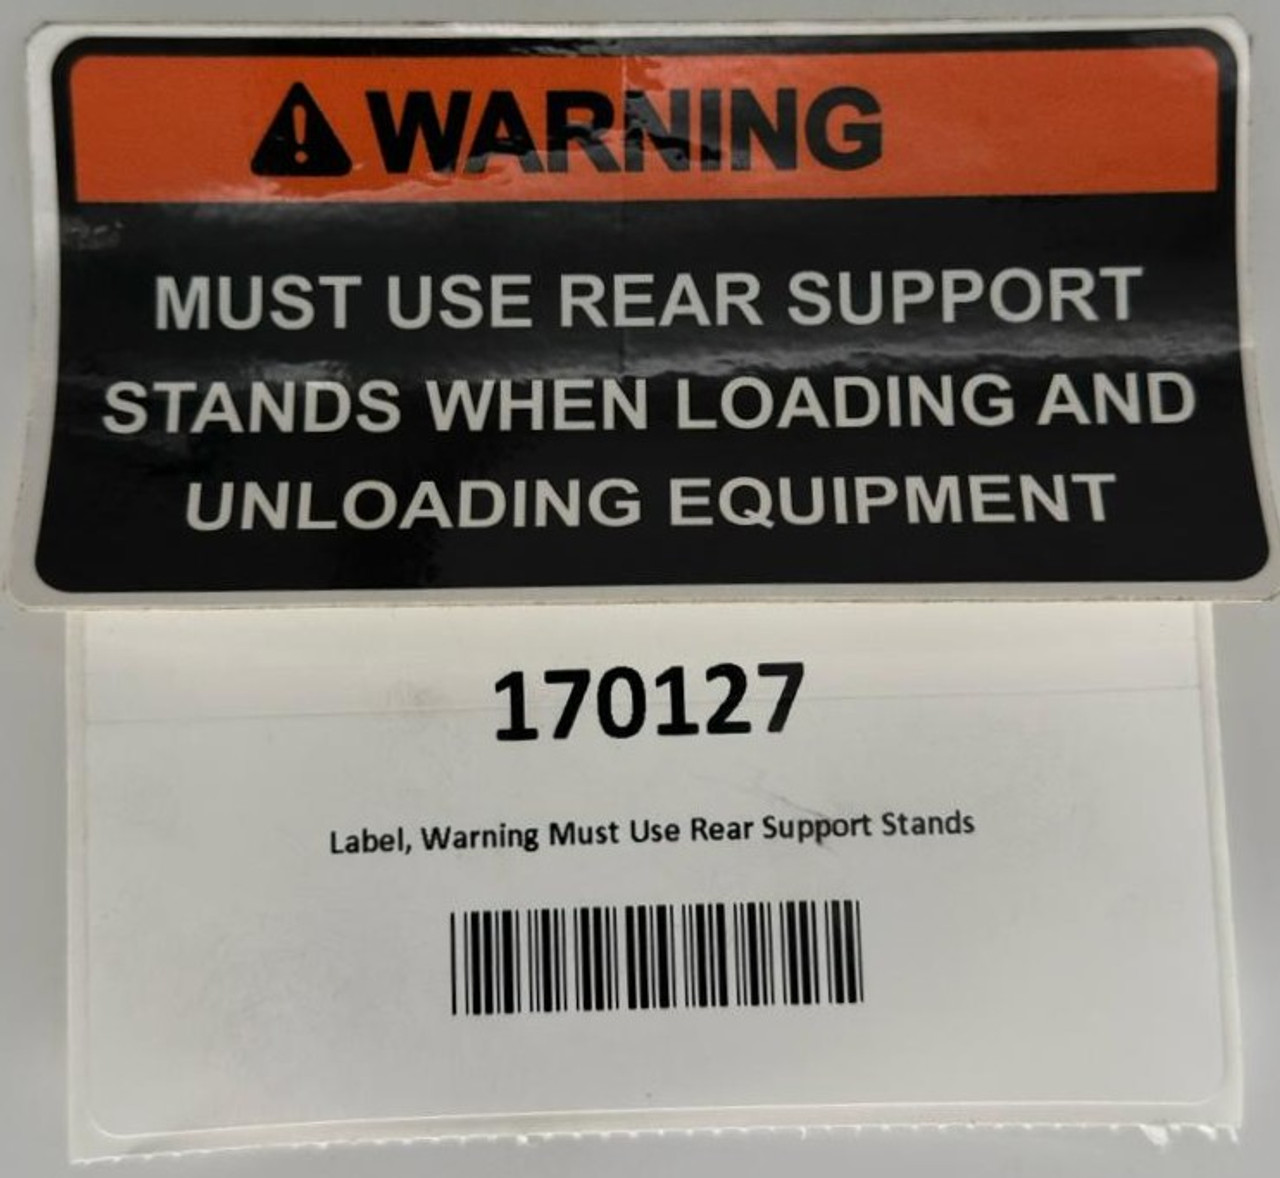 WARNING
MUST USE REAR SUPPORT
STANDS WHEN LOADING AND
UNLOADING EQUIPMENT
170127
Label, Warning Must Use Rear Support Stands